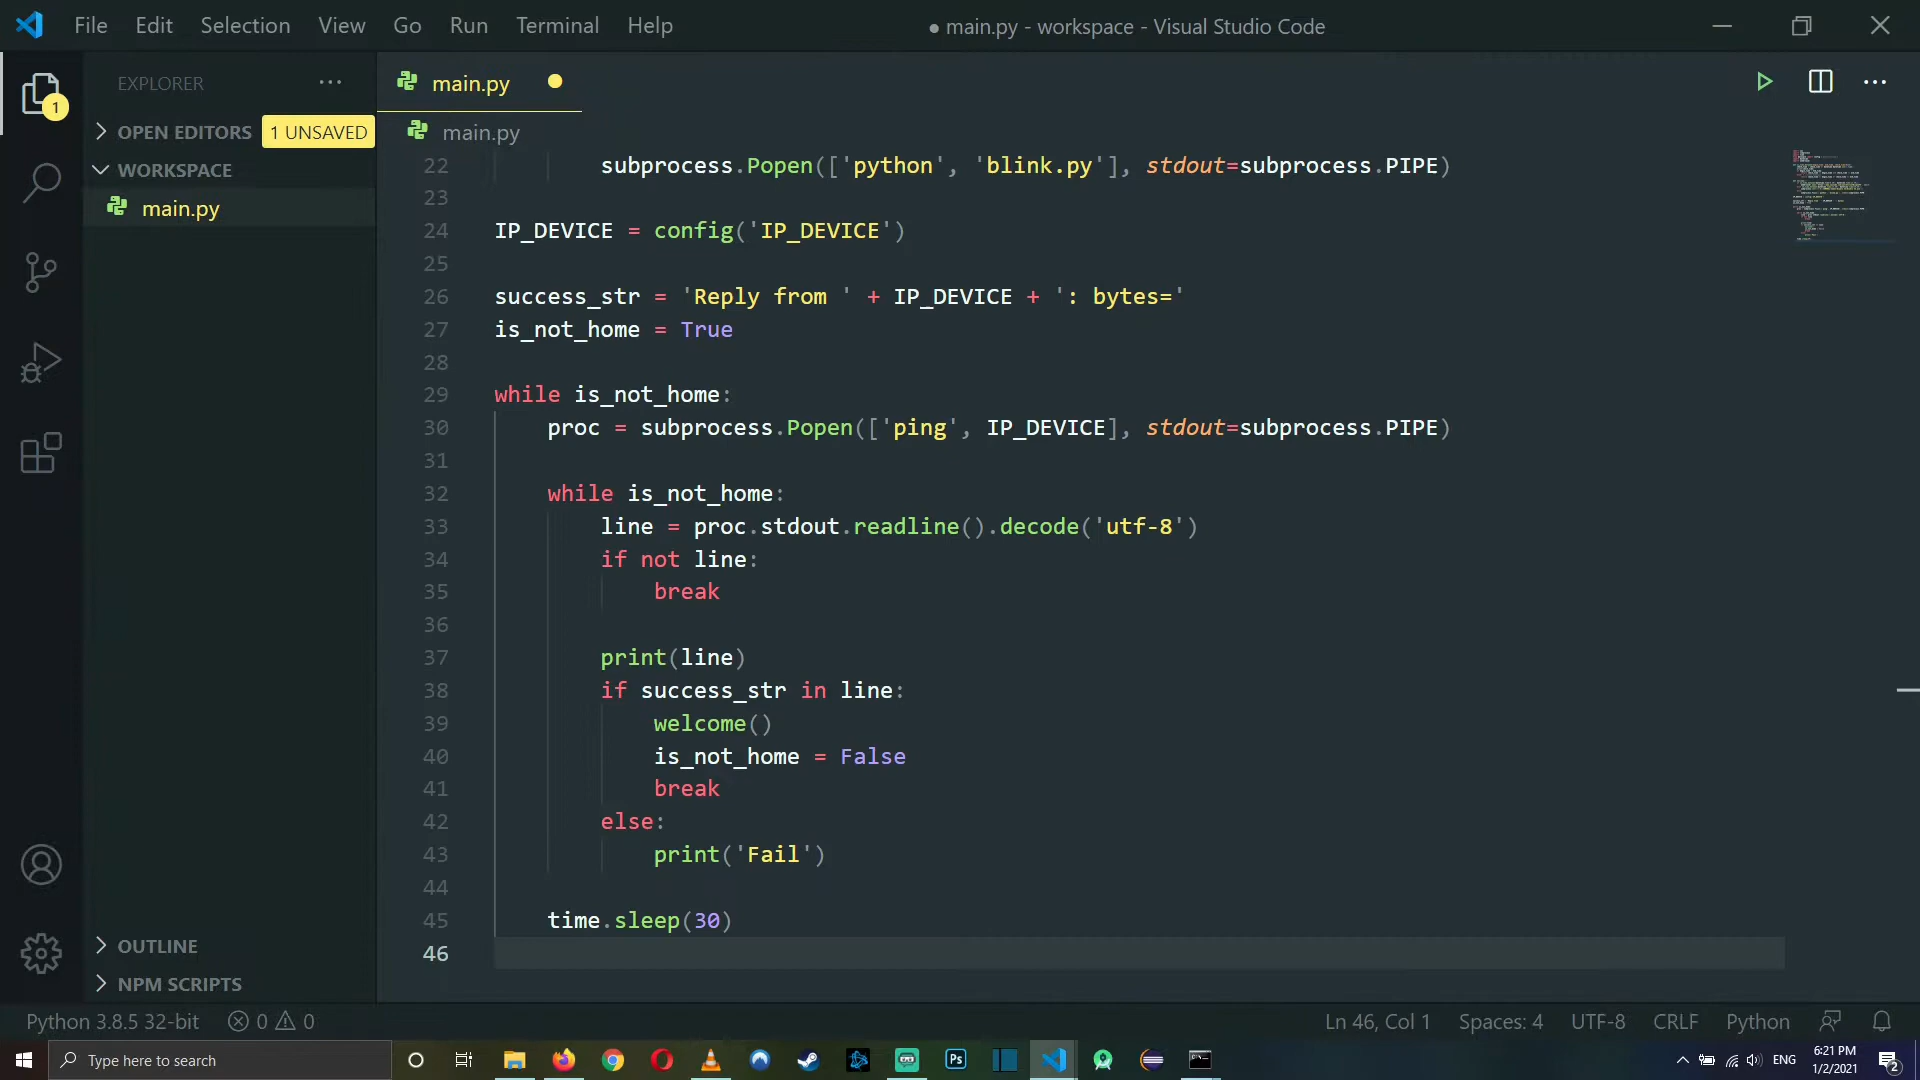 File Edit Selection View Go Run Terminal Help
● main.py - workspace - Visual Studio Code
EXPLORER
OPEN EDITORS 1 UNSAVED
WORKSPACE
main.py
OUTLINE
NPM SCRIPTS
1
main.py
main.py
22 subprocess.Popen(['python', 'blink.py'], stdout=subprocess.PIPE)
23
24 IP_DEVICE = config('IP_DEVICE')
25
26 success_str = 'Reply from ' + IP_DEVICE + ': bytes='
27 is_not_home = True
28
29 while is_not_home:
30 proc = subprocess.Popen(['ping', IP_DEVICE], stdout=subprocess.PIPE)
31
32 while is_not_home:
33 line = proc.stdout.readline().decode('utf-8')
34 if not line:
35 break
36
37 print(line)
38 if success_str in line:
39 welcome()
40 is_not_home = False
41 break
42 else:
43 print('Fail')
44
45 time.sleep(30)
46
Python 3.8.5 32-bit 0 0 Ln 46, Col 1 Spaces: 4 UTF-8 CRLF Python
Type here to search
Ps
ENG
6:21 PM
1/2/2021
2